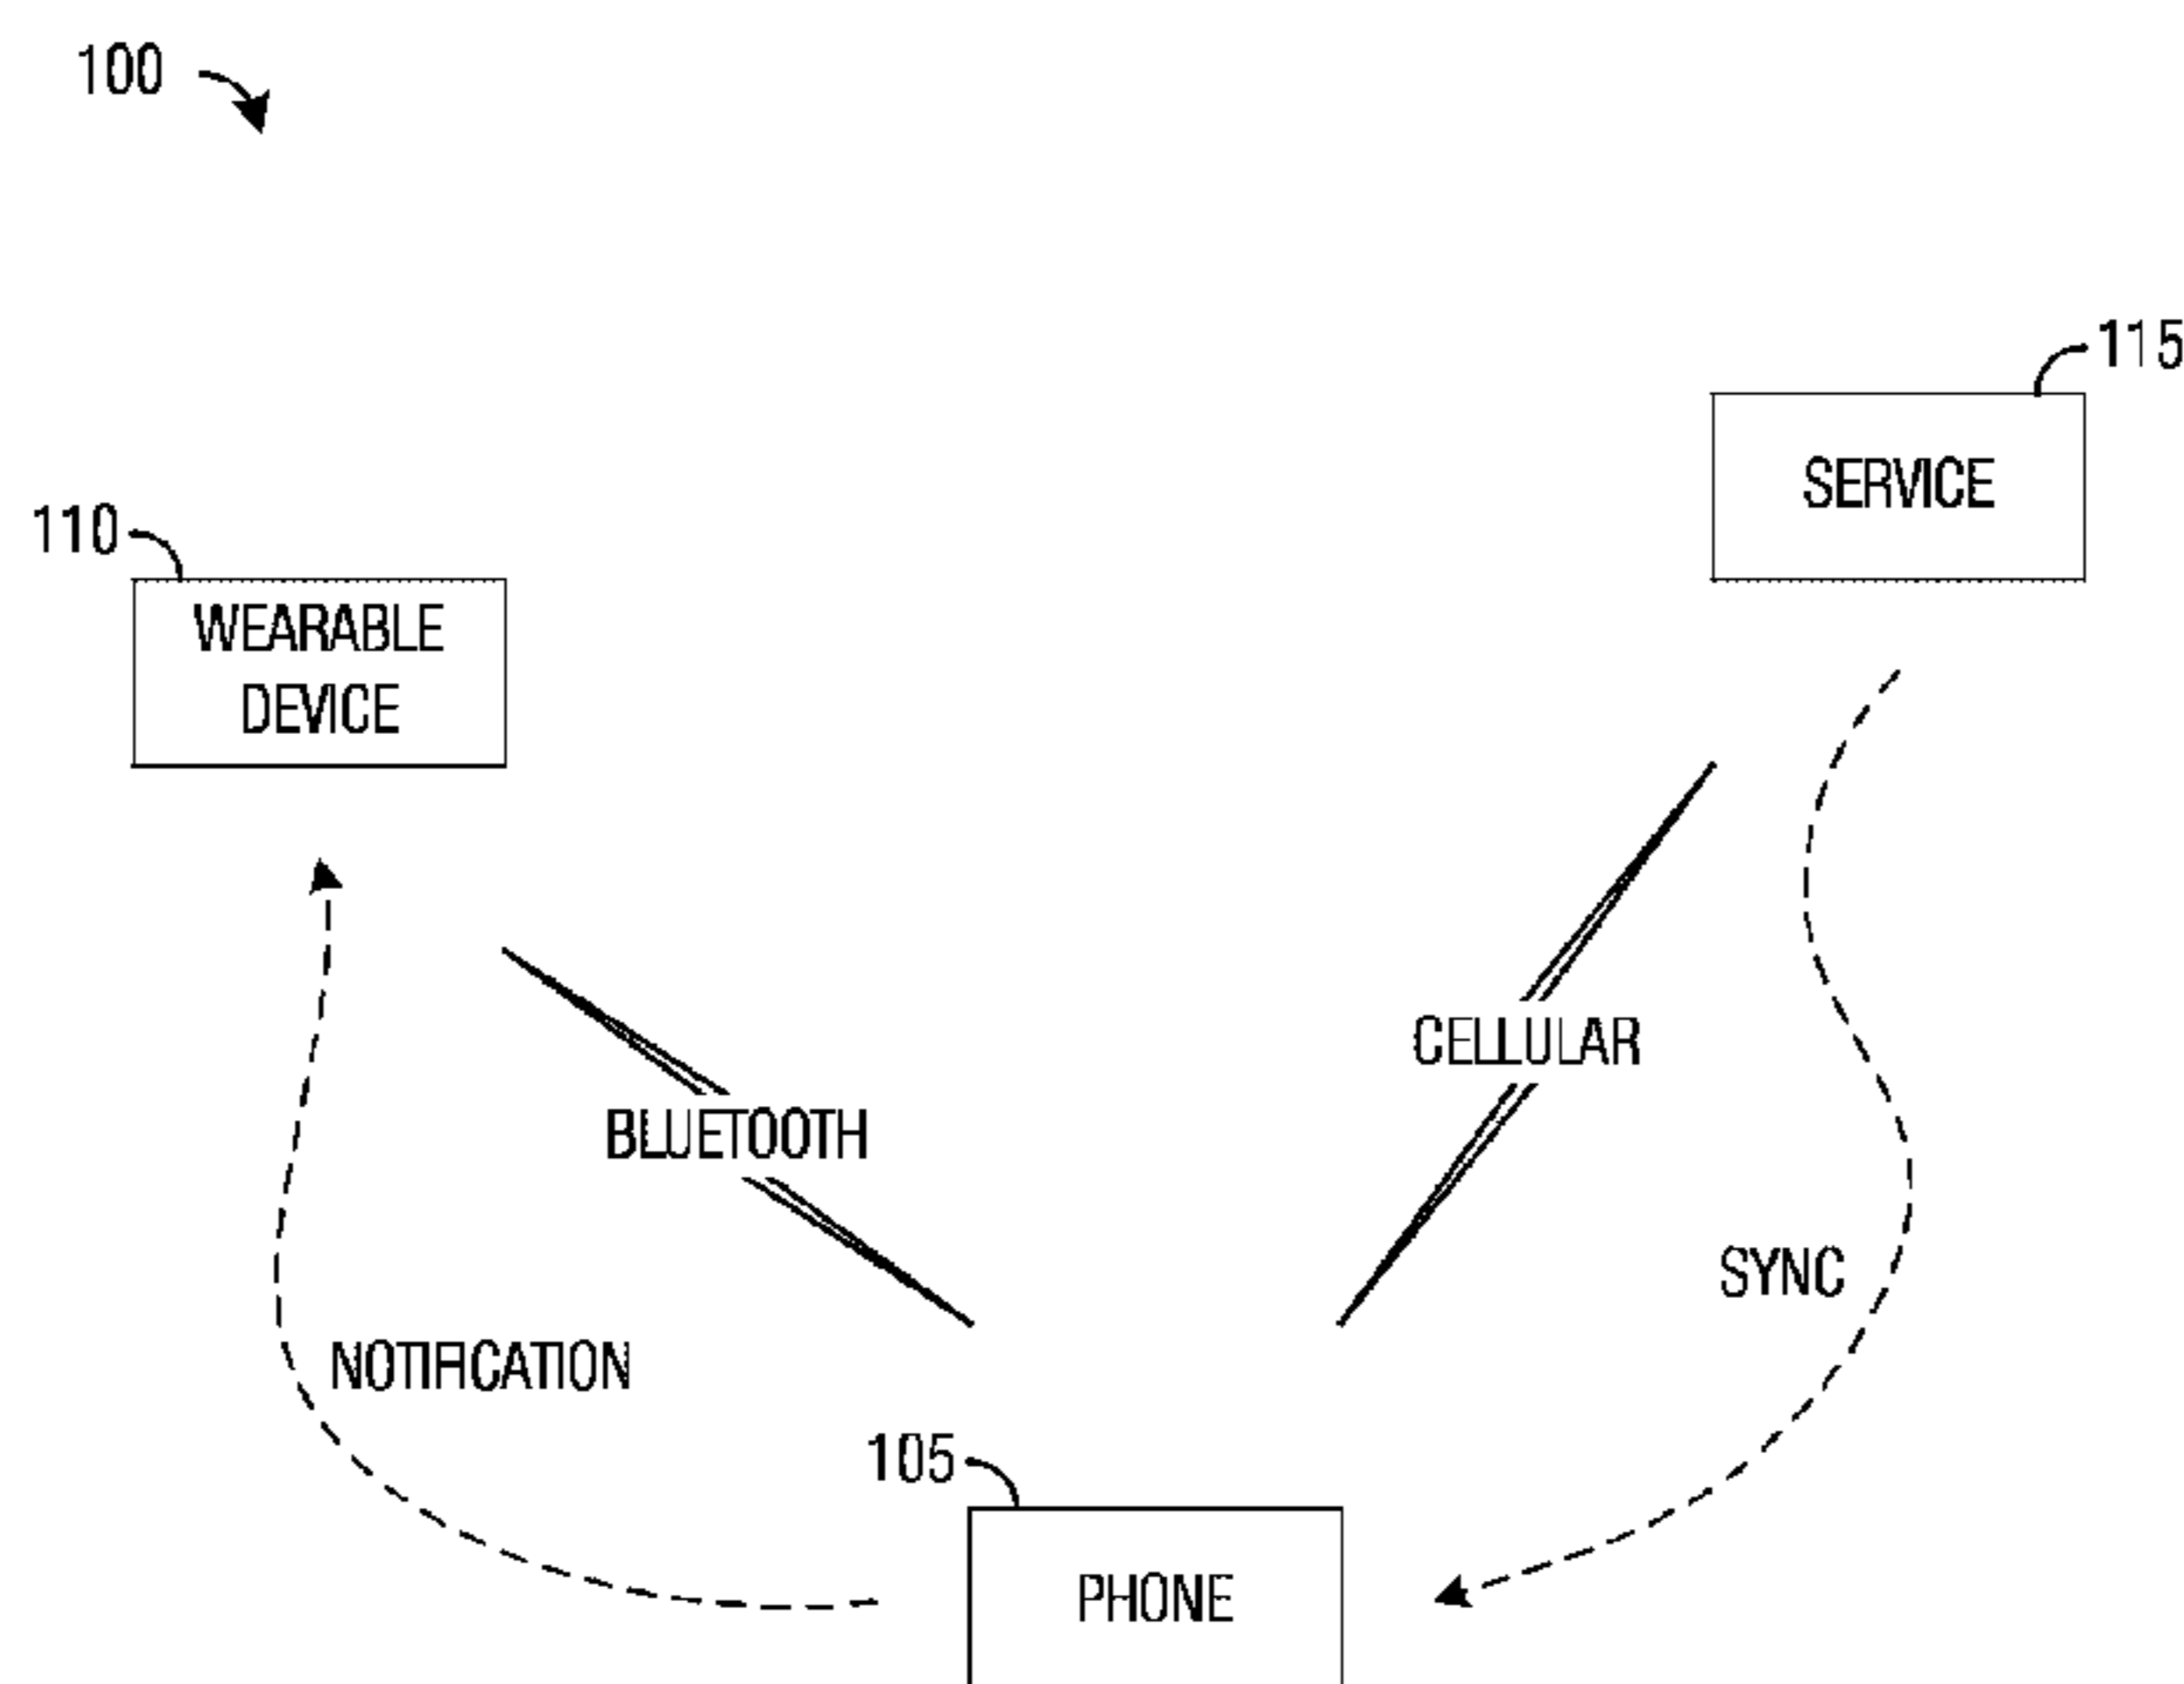 100
115
SERVICE
110
WEARABLE
DEVICE
CELLULAR
BLUETOOTH
SYNC
NOTIFICATION
105
PHONE